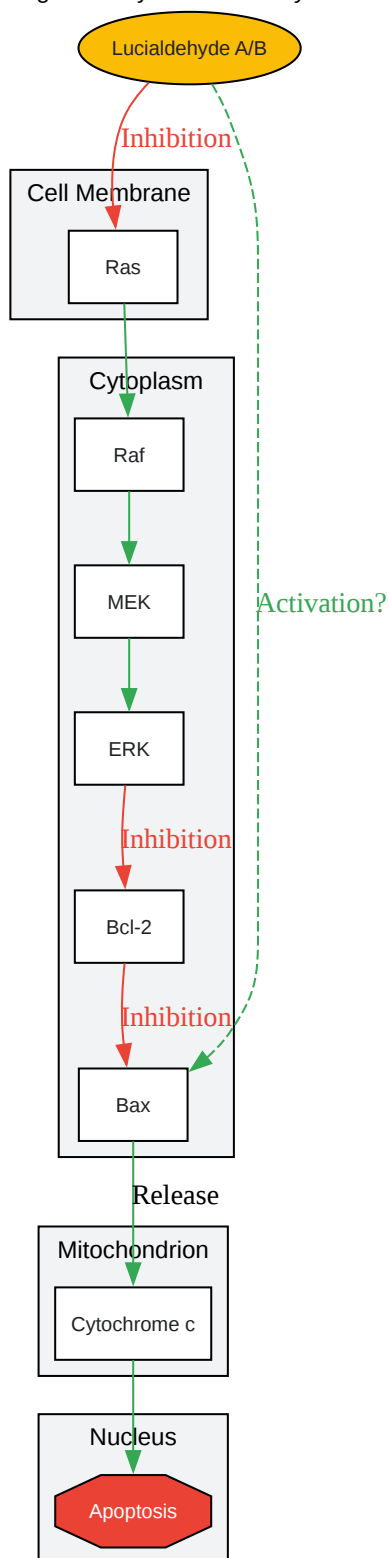 Lucialdehyde A/B
Inhibition
Cell Membrane
Ras
Cytoplasm
Raf
MEK
Activation?
ERK
Inhibition
Bcl-2
Inhibition
Bax
Release
Mitochondrion
Cytochrome c
Nucleus
Apoptosis